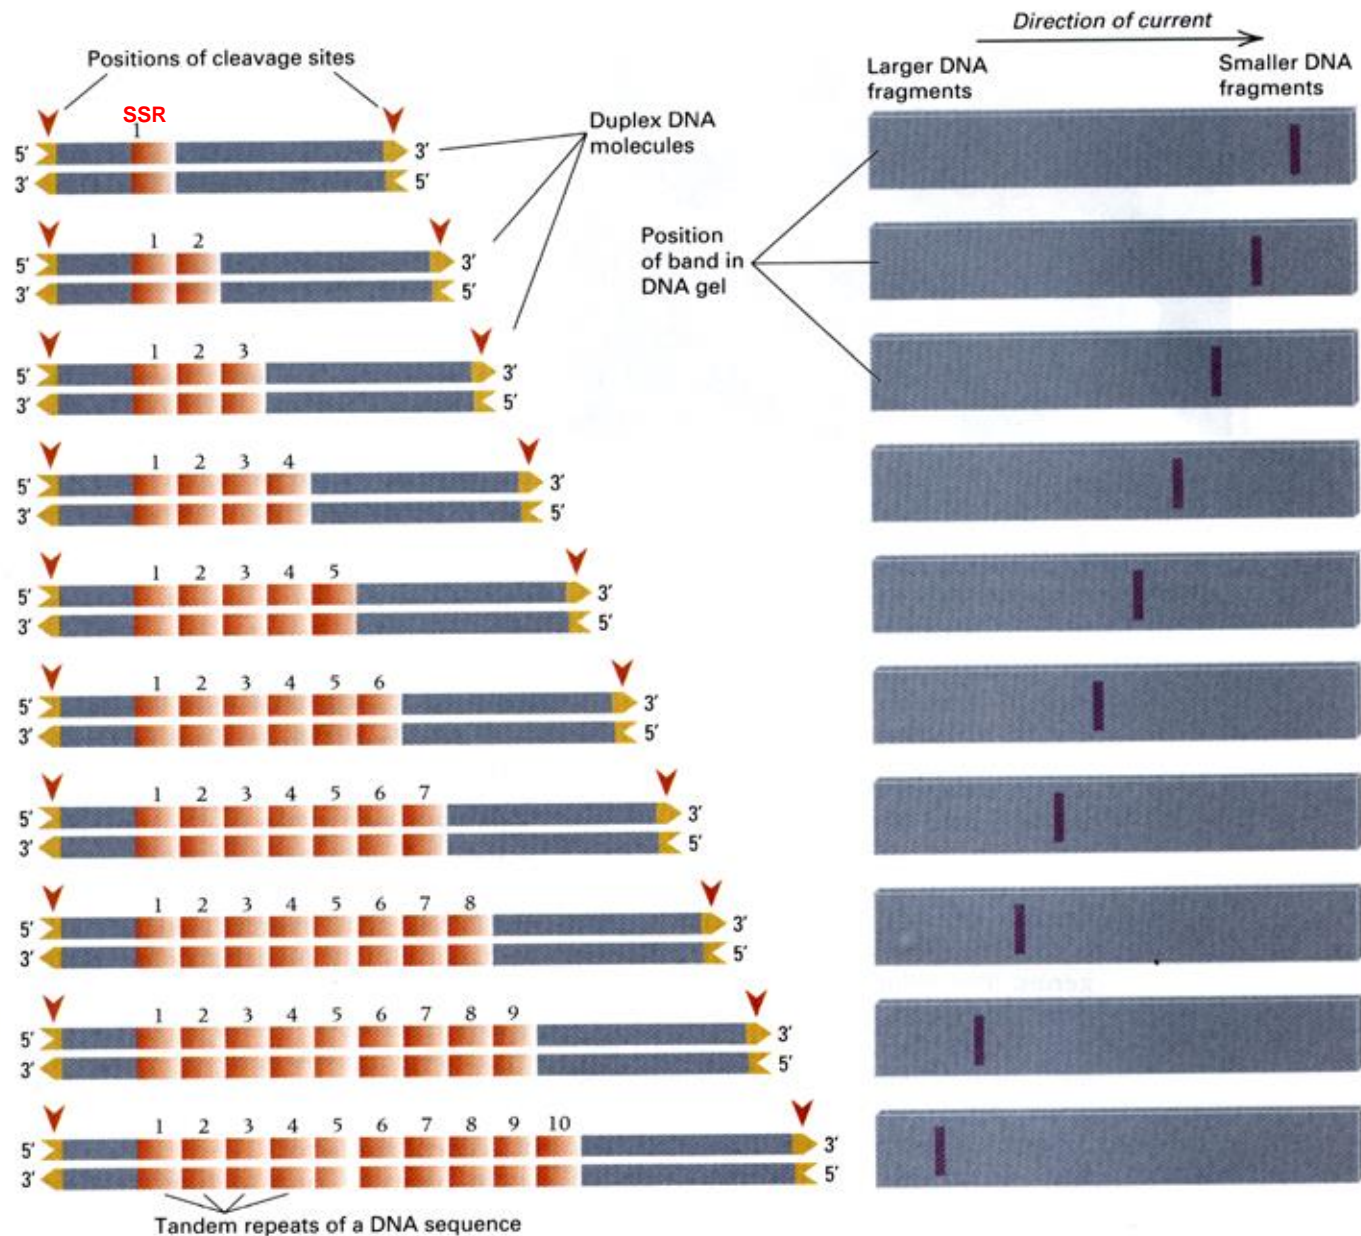 Direction of current
Positions of cleavage sites
Larger DNA
fragments
Smaller DNA
fragments
SSR
1
5′ 3′
3′ 5′
Duplex DNA
molecules
1 2
5′ 3′
3′ 5′
Position
of band in
DNA gel
1 2 3
5′ 3′
3′ 5′
1 2 3 4
5′ 3′
3′ 5′
1 2 3 4 5
5′ 3′
3′ 5′
1 2 3 4 5 6
5′ 3′
3′ 5′
1 2 3 4 5 6 7
5′ 3′
3′ 5′
1 2 3 4 5 6 7 8
5′ 3′
3′ 5′
1 2 3 4 5 6 7 8 9
5′ 3′
3′ 5′
1 2 3 4 5 6 7 8 9 10
5′ 3′
3′ 5′
Tandem repeats of a DNA sequence